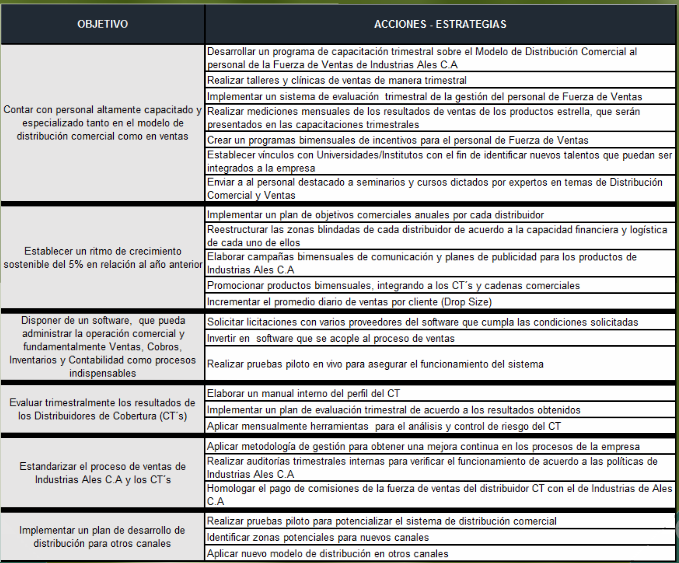 OBJETIVO
ACCIONES - ESTRATEGIAS
Contar con personal altamente capacitado y
especializado tanto en el modelo de
distribución comercial como en ventas
Desarrollar un programa de capacitación trimestral sobre el Modelo de Distribución Comercial al
personal de la Fuerza de Ventas de Industrias Ales C.A
Realizar talleres y clínicas de ventas de manera trimestral
Implementar un sistema de evaluación trimestral de la gestión del personal de Fuerza de Ventas
Realizar mediciones mensuales de los resultados de ventas de los productos estrella, que serán
presentados en las capacitaciones trimestrales
Crear un programas bimensuales de incentivos para el personal de Fuerza de Ventas
Establecer vínculos con Universidades/Institutos con el fin de identificar nuevos talentos que puedan ser
integrados a la empresa
Enviar a al personal destacado a seminarios y cursos dictados por expertos en temas de Distribución
Comercial y Ventas
Establecer un ritmo de crecimiento
sostenible del 5% en relación al año anterior
Implementar un plan de objetivos comerciales anuales por cada distribuidor
Reestructurar las zonas blindadas de cada distribuidor de acuerdo a la capacidad financiera y logística
de cada uno de ellos
Elaborar campañas bimensuales de comunicación y planes de publicidad para los productos de
Industrias Ales C.A
Promocionar productos bimensuales, integrando a los CT´s y cadenas comerciales
Incrementar el promedio diario de ventas por cliente (Drop Size)
Disponer de un software, que pueda
administrar la operación comercial y
fundamentalmente Ventas, Cobros,
Inventarios y Contabilidad como procesos
indispensables
Solicitar licitaciones con varios proveedores del software que cumpla las condiciones solicitadas
Invertir en software que se acople al proceso de ventas
Realizar pruebas piloto en vivo para asegurar el funcionamiento del sistema
Evaluar trimestralmente los resultados de
los Distribuidores de Cobertura (CT´s)
Elaborar un manual interno del perfil del CT
Implementar un plan de evaluación trimestral de acuerdo a los resultados obtenidos
Aplicar mensualmente herramientas para el análisis y control de riesgo del CT
Estandarizar el proceso de ventas de
Industrias Ales C.A y los CT´s
Aplicar metodología de gestión para obtener una mejora continua en los procesos de la empresa
Realizar auditorías trimestrales internas para verificar el funcionamiento de acuerdo a las políticas de
Industrias Ales C.A
Homologar el pago de comisiones de la fuerza de ventas del distribuidor CT con el de Industrias de Ales
C.A
Implementar un plan de desarrollo de
distribución para otros canales
Realizar pruebas piloto para potencializar el sistema de distribución comercial
Identificar zonas potenciales para nuevos canales
Aplicar nuevo modelo de distribución en otros canales